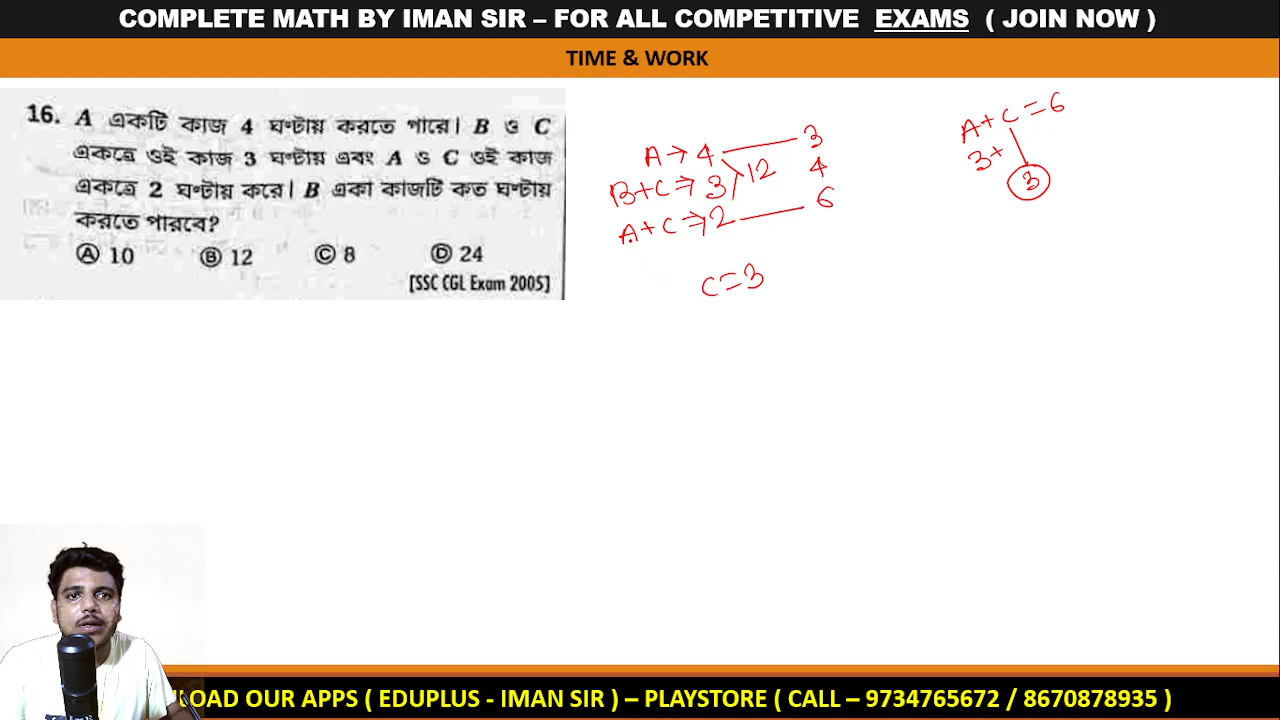 COMPLETE MATH BY IMAN SIR – FOR ALL COMPETITIVE EXAMS ( JOIN NOW )
TIME & WORK
16. A একটি কাজ 4 ঘণ্টায় করতে পারে। B ও C
একত্রে ওই কাজ 3 ঘণ্টায় এবং A ও C ওই কাজ
একত্রে 2 ঘণ্টায় করে। B একা কাজটি কত ঘণ্টায়
করতে পারবে?
Ⓐ 10 Ⓑ 12 Ⓒ 8 Ⓓ 24
[SSC CGL Exam 2005]
A → 4 3
B+C ⇒ 3 12 4
A+C → 2 6
C=3
A+C=6
3+
3
LOAD OUR APPS ( EDUPLUS - IMAN SIR ) – PLAYSTORE ( CALL – 9734765672 / 8670878935 )